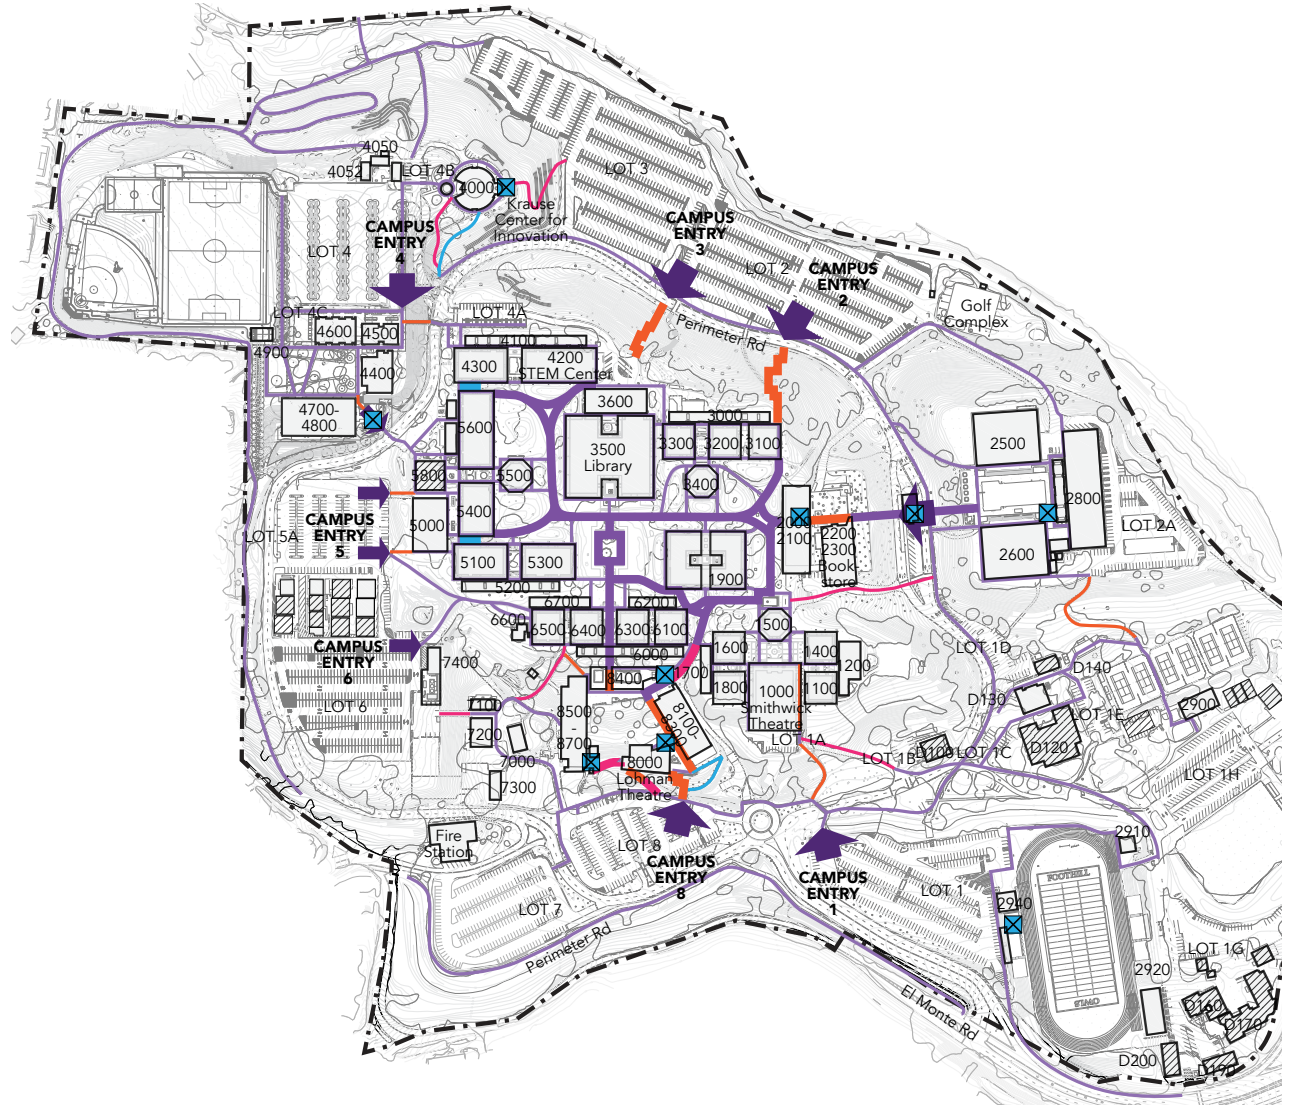 4050
4052
LOT 4B
4000
LOT 3
Krause
Center for
Innovation
CAMPUS
ENTRY
3
CAMPUS
ENTRY
4
LOT 4
LOT 2
CAMPUS
ENTRY
2
Golf
Complex
LOT 4C
LOT 4A
4600
4500
Perimeter Rd
4100
4900
4300
4200
STEM Center
4400
3600
4700-
4800
3000
5600
3300
3200
3100
2500
3500
Library
5800
5500
3400
2800
5400
CAMPUS
ENTRY
5
5000
2000
2100
LOT 2A
LOT 5A
2200
2300
Book
store
5100
5300
2600
1900
5200
6700
6200
6600
6500
6400
6300
6100
500
CAMPUS
ENTRY
6
6000
1600
1400
LOT 1D
7400
1200
D140
8400
1700
1800
1000
Smithwick
Theatre
1100
D130
2900
LOT 6
7100
8500
-
8700
8100-
8300
LOT 1E
7200
LOT 1A
D120
7000
8000
Lohman
Theatre
LOT 1B
D100
LOT 1C
LOT 1H
7300
Fire
Station
LOT 8
2910
CAMPUS
ENTRY
8
CAMPUS
ENTRY
1
FOOTHILL
LOT 1
2940
LOT 7
Perimeter Rd
LOT 1G
2920
El Monte Rd
OWLS
D160
D170
D200
D190